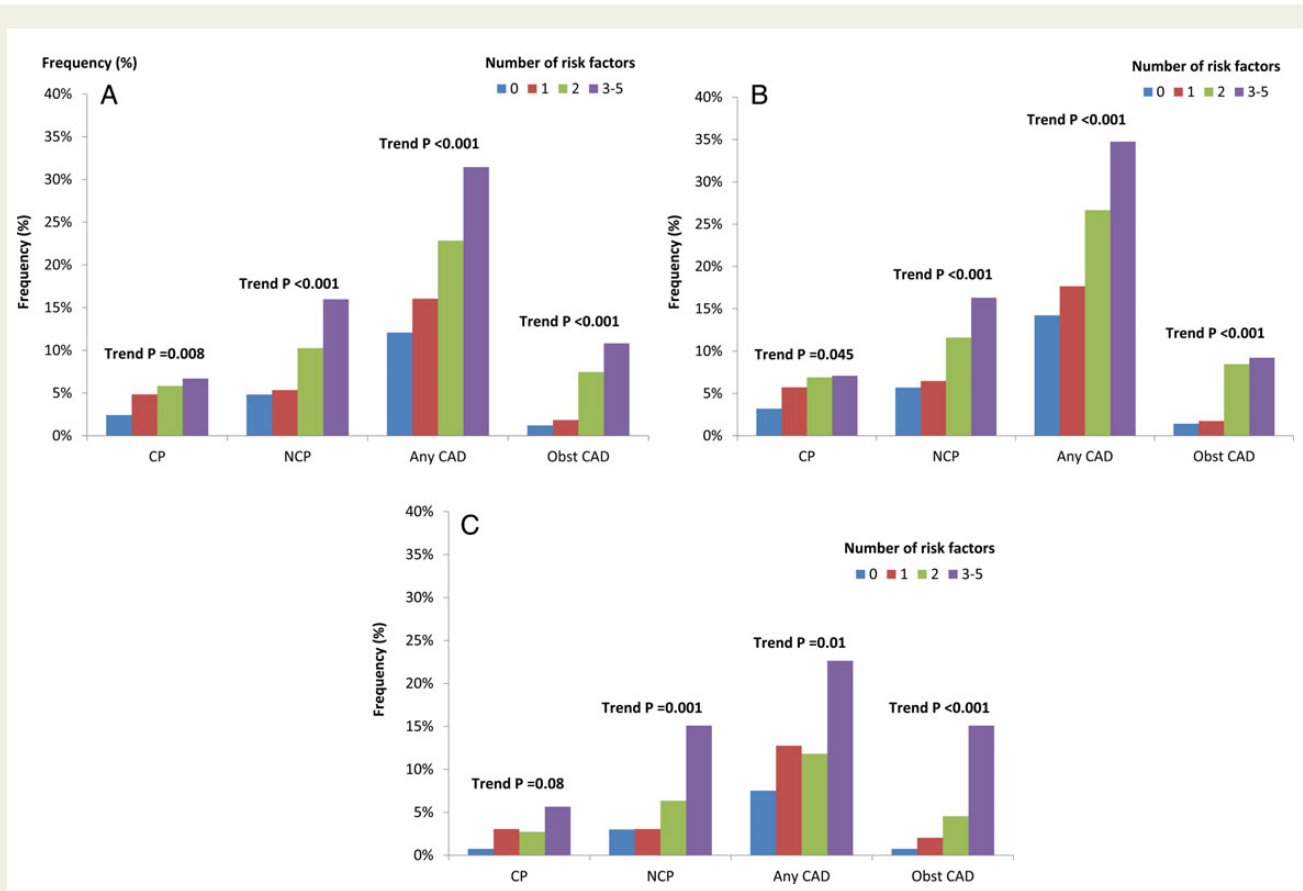 Frequency (%)
A
Number of risk factors
0 1 2 3-5
40%
35%
30%
25%
20%
15%
10%
5%
0%
Frequency (%)
Trend P =0.008
Trend P <0.001
Trend P <0.001
Trend P <0.001
CP NCP Any CAD Obst CAD
B
Number of risk factors
0 1 2 3-5
40%
35%
30%
25%
20%
15%
10%
5%
0%
Frequency (%)
Trend P =0.045
Trend P <0.001
Trend P <0.001
Trend P <0.001
CP NCP Any CAD Obst CAD
C
Number of risk factors
0 1 2 3-5
40%
35%
30%
25%
20%
15%
10%
5%
0%
Frequency (%)
Trend P =0.08
Trend P =0.001
Trend P =0.01
Trend P <0.001
CP NCP Any CAD Obst CAD